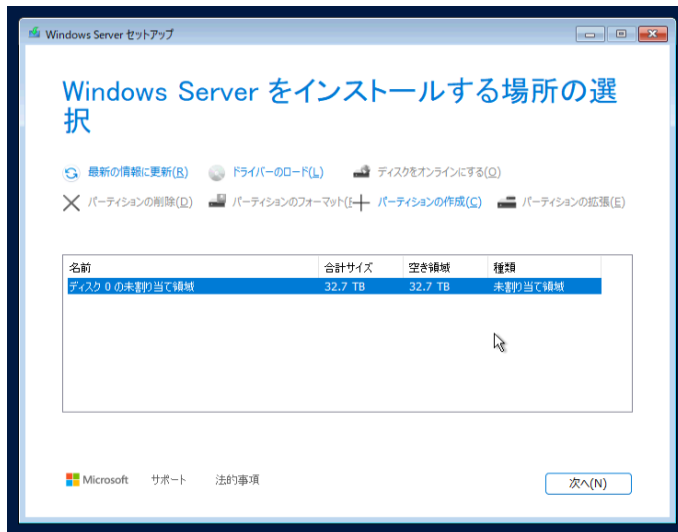 Windows Server セットアップ
Windows Server をインストールする場所の選
択
最新の情報に更新(R) ドライバーのロード(L) ディスクをオンラインにする(O)
パーティションの削除(D) パーティションのフォーマット(F パーティションの作成(C) パーティションの拡張(E)
名前 合計サイズ 空き領域 種類
ディスク 0 の未割り当て領域 32.7 TB 32.7 TB 未割り当て領域
Microsoft サポート 法的事項 次へ(N)